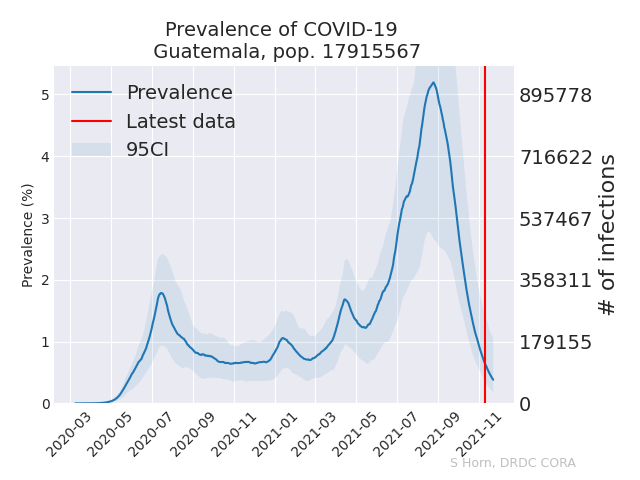 Prevalence of COVID-19
Guatemala, pop. 17915567
Prevalence
Latest data
95CI
Prevalence (%)
5
4
3
2
1
0
895778
716622
537467
358311
179155
0
# of infections
2020-03
2020-05
2020-07
2020-09
2020-11
2021-01
2021-03
2021-05
2021-07
2021-09
2021-11
S Horn, DRDC CORA